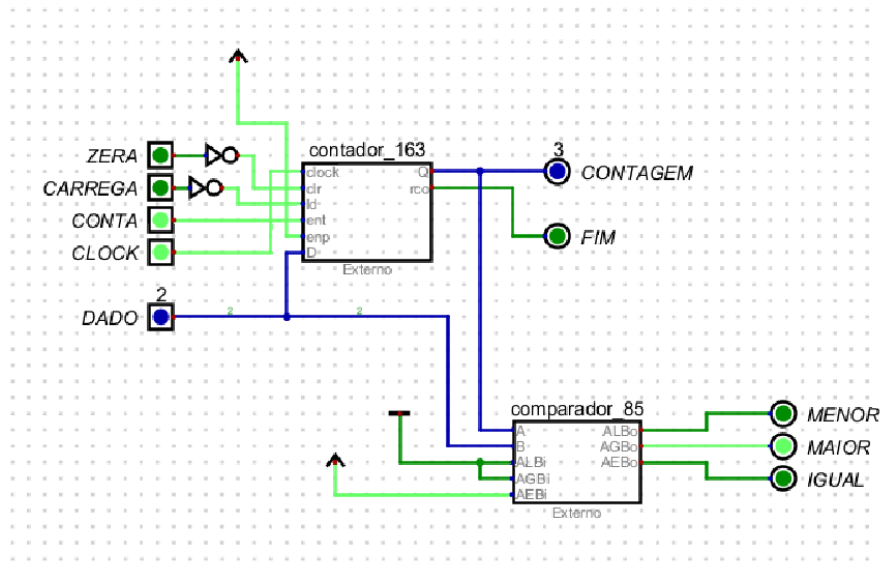 contador_163
ZERA
CARREGA
CONTA
CLOCK
clock
clr
ld
ent
enp
D
Q
rco
Externo
3
CONTAGEM
FIM
2
DADO
2
2
comparador_85
A
B
ALBi
AGBi
AEBi
ALBo
AGBo
AEBo
Externo
MENOR
MAIOR
IGUAL